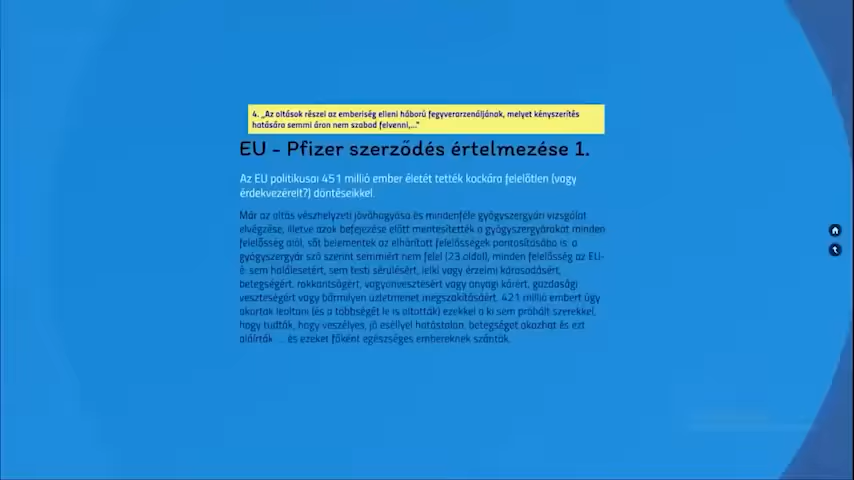 4. „Az oltások részei az emberiség elleni háború fegyverarzenáljának, melyet kényszerítés
hatására semmi áron nem szabad felvenni,..."
EU - Pfizer szerződés értelmezése 1.
Az EU politikusai 451 millió ember életét tették kockára felelőtlen (vagy
érdekvezérelt?) döntéseikkel.
Már az oltás vészhelyzeti jóváhagyása és mindenféle gyógyszergyári vizsgálat
elvégzése, illetve azok befejezése előtt mentesítették a gyógyszergyárakat minden
felelősség alól, sőt belementek az elhárított felelősségek pontosításába is: a
gyógyszergyár szó szerint semmiért nem felel (23.oldal), minden felelősség az EU-
é: sem halálesetért, sem testi sérülésért, lelki vagy érzelmi károsodásért,
betegségért, rokkantságért, vagyonvesztésért vagy anyagi kárért, gazdasági
veszteségért vagy bármilyen üzletmenet megszakításáért. 421 millió embert úgy
akartak leoltani (és a többségét le is oltották) ezekkel a ki sem próbált szerekkel,
hogy tudták, hogy veszélyes, jó eséllyel hatástalan, betegséget okozhat és ezt
aláírták ... és ezeket főként egészséges embereknek szánták.